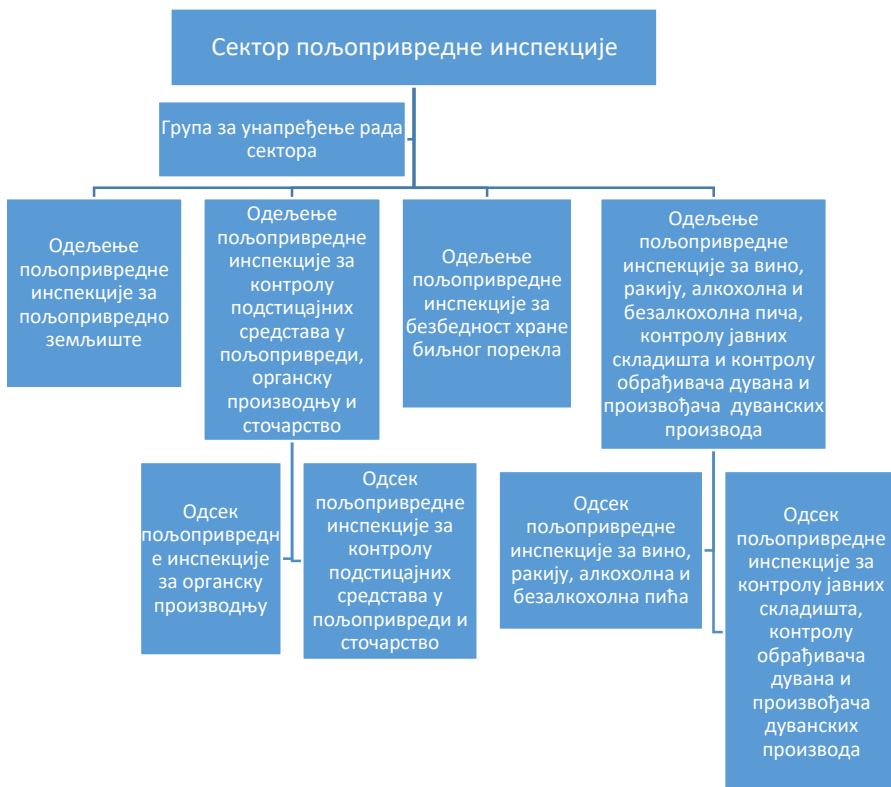 Сектор пољопривредне инспекције
Група за унапређење рада
сектора
Одељење
пољопривредне
инспекције за
пољопривредно
земљиште
Одељење
пољопривредне
инспекције за
контролу
подстицајних
средстава у
пољопривреди,
органску
производњу и
сточарство
Одељење
пољопривредне
инспекције за
безбедност хране
биљног порекла
Одељење
пољопривредне
инспекције за вино,
ракију, алкохолна и
безалкохолна пича,
контролу јавних
складишта и контролу
обрађивача дувана и
произвођача дуванских
производа
Одсек
пољопривредн
е инспекције
за органску
производњу
Одсек
пољопривредне
инспекције за
контролу
подстицајних
средстава у
пољопривреди и
сточарство
Одсек
пољопривредне
инспекције за вино,
ракију, алкохолна и
безалкохолна пића
Одсек
пољопривредне
инспекције за
контролу јавних
складишта,
контролу
обрађивача
дувана и
произвођача
дуванских
производа